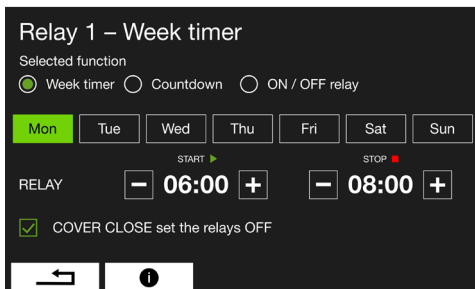 Relay 1 – Week timer
Selected function
Week timer Countdown ON / OFF relay
Mon Tue Wed Thu Fri Sat Sun
START STOP
RELAY − 06:00 + − 08:00 +
COVER CLOSE set the relays OFF
i